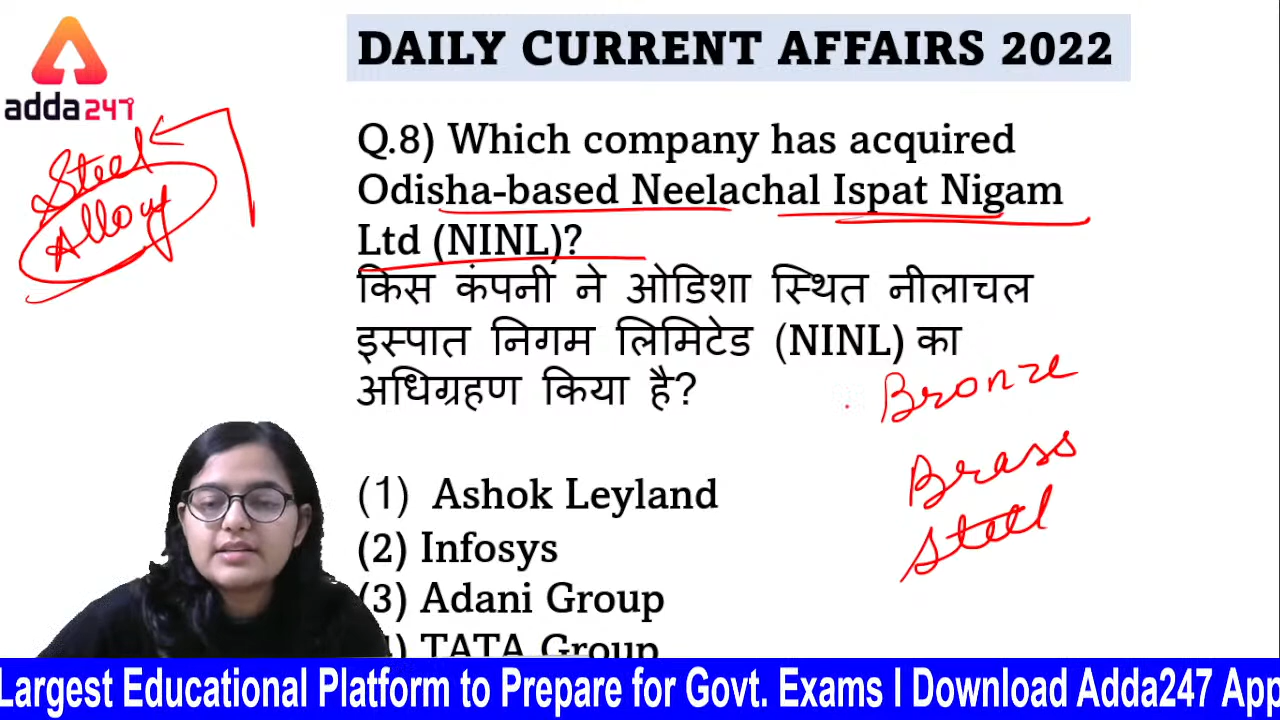 adda247
DAILY CURRENT AFFAIRS 2022
Steel
Alloy
Q.8) Which company has acquired
Odisha-based Neelachal Ispat Nigam
Ltd (NINL)?
किस कंपनी ने ओडिशा स्थित नीलाचल
इस्पात निगम लिमिटेड (NINL) का
अधिग्रहण किया है?
Bronze
Brass
Steel
(1) Ashok Leyland
(2) Infosys
(3) Adani Group
) TATA Group
Largest Educational Platform to Prepare for Govt. Exams I Download Adda247 App